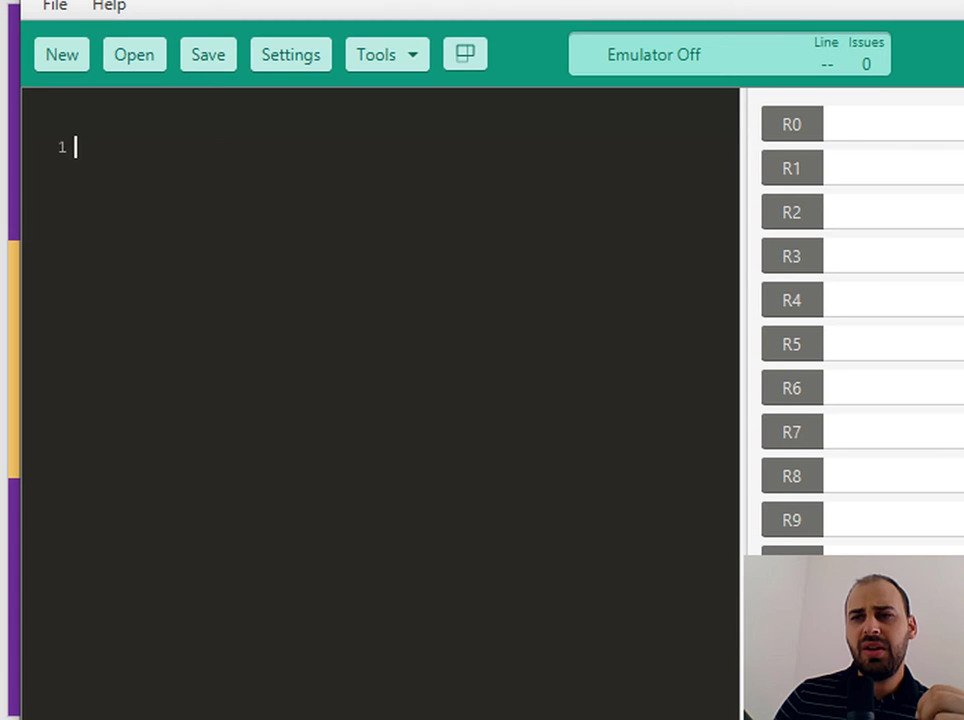 File Help
New Open Save Settings Tools Emulator Off Line Issues
-- 0
1
R0
R1
R2
R3
R4
R5
R6
R7
R8
R9